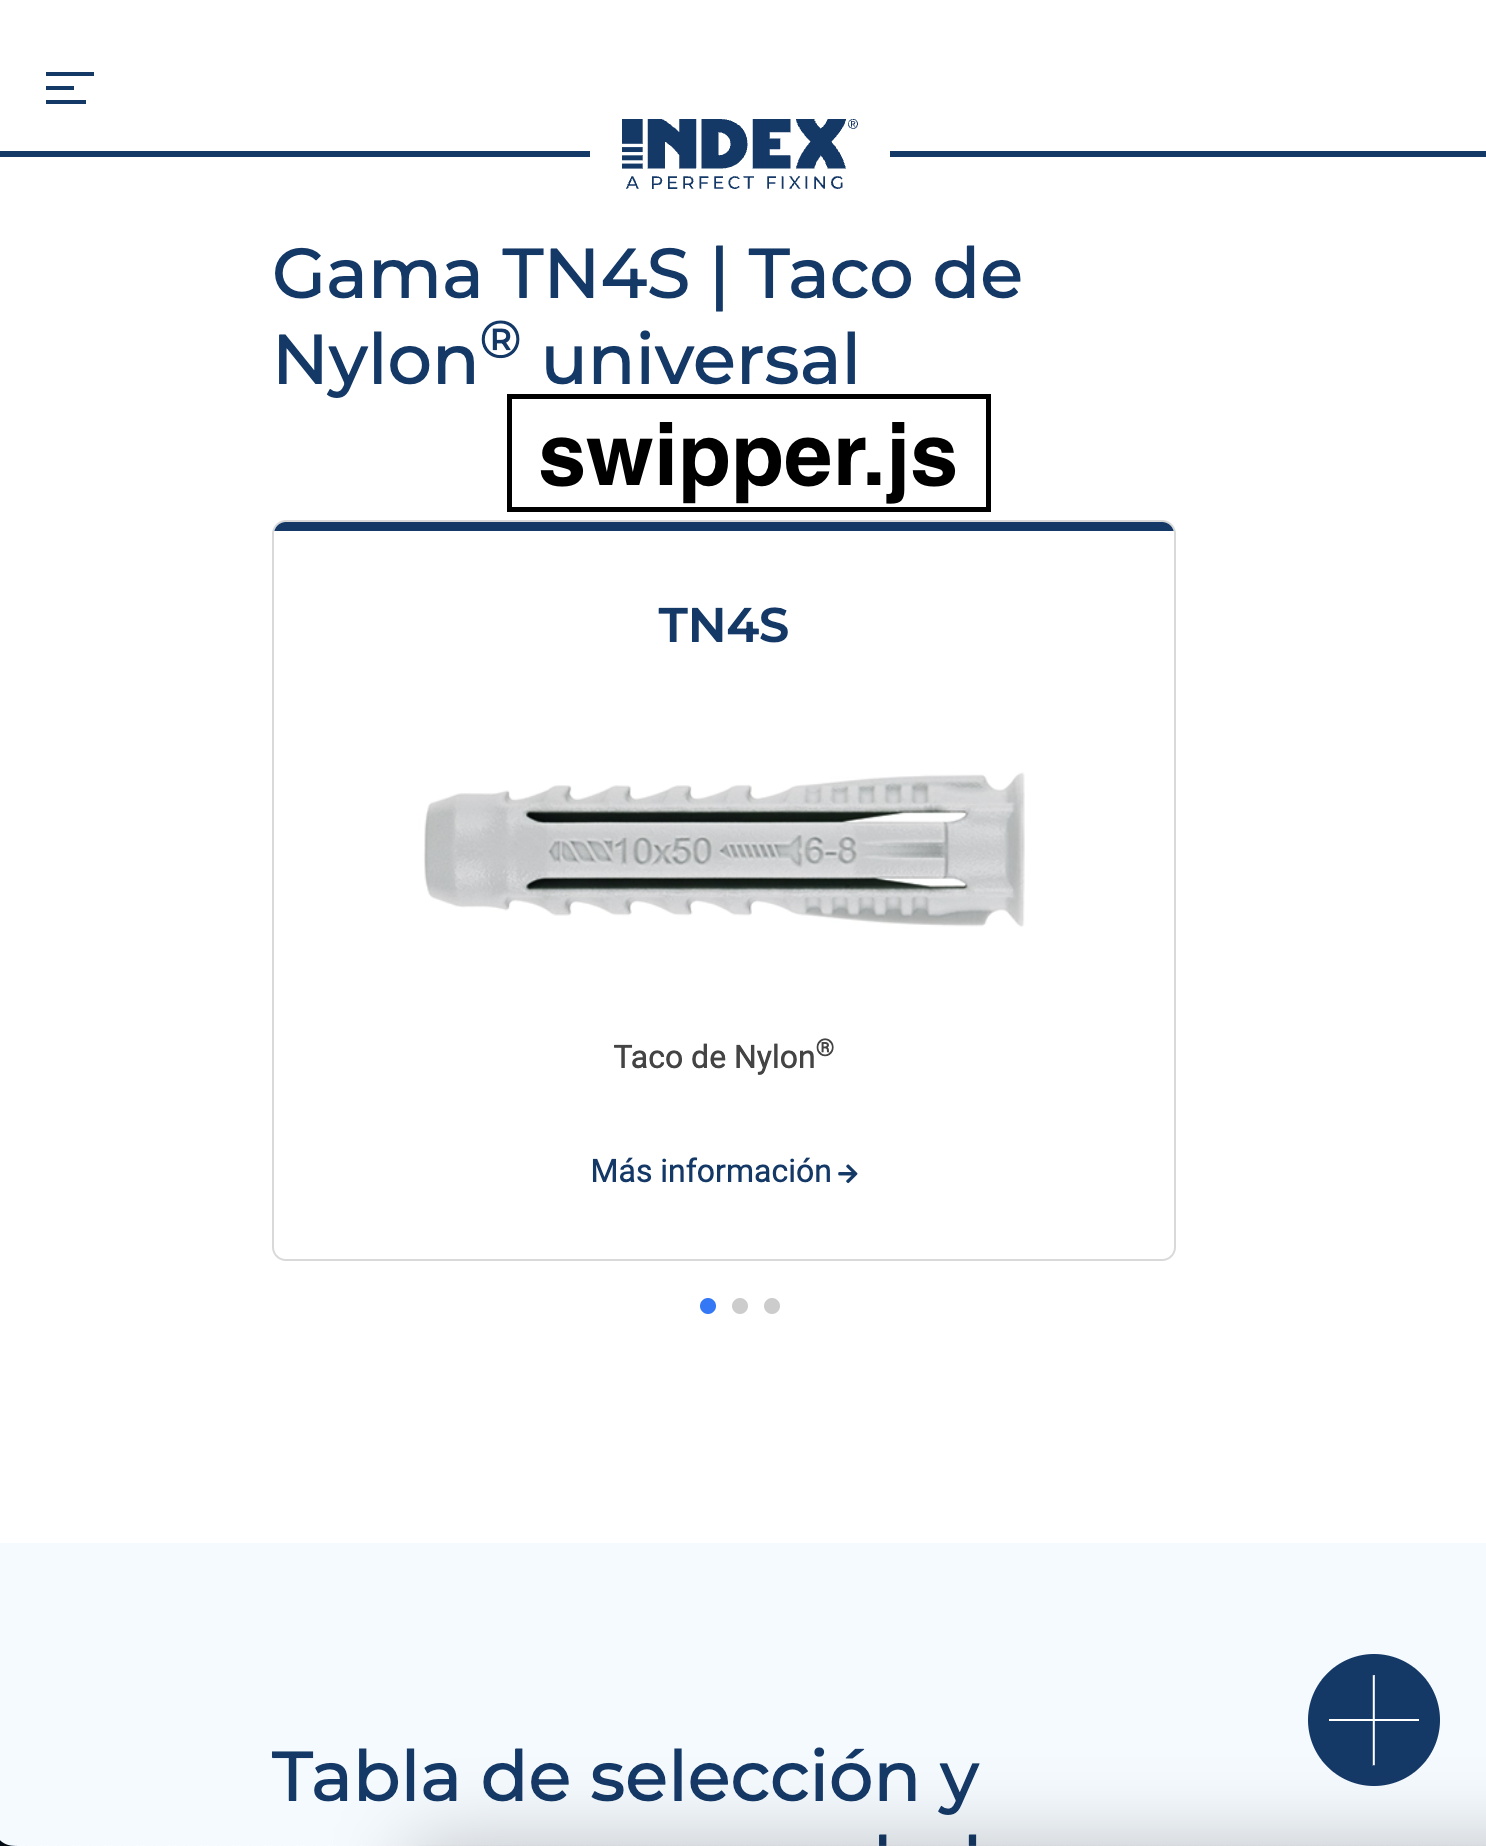 INDEX®
A PERFECT FIXING
Gama TN4S | Taco de
Nylon® universal
swipper.js
TN4S
10x50 6-8
Taco de Nylon®
Más información→
Tabla de selección y